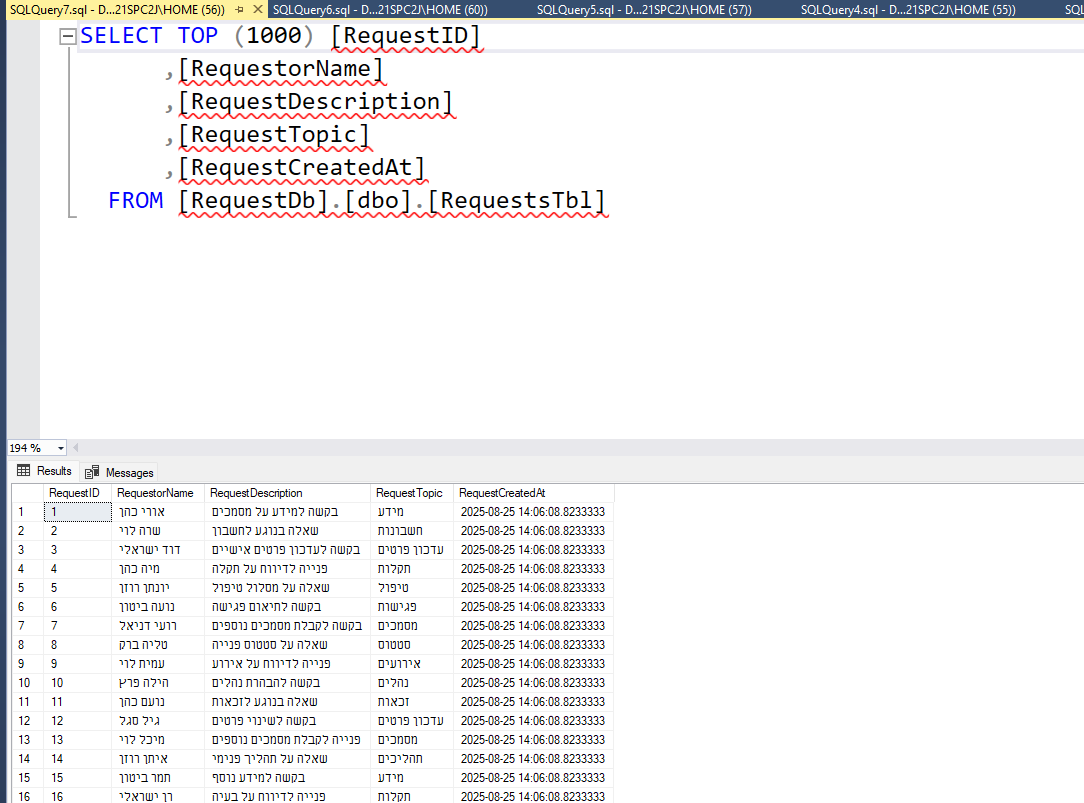 SQLQuery7.sql - D...21SPC2J\HOME (56)) SQLQuery6.sql - D...21SPC2J\HOME (60)) SQLQuery5.sql - D...21SPC2J\HOME (57)) SQLQuery4.sql - D...21SPC2J\HOME (55))
SELECT TOP (1000) [RequestID]
,[RequestorName]
,[RequestDescription]
,[RequestTopic]
,[RequestCreatedAt]
FROM [RequestDb].[dbo].[RequestsTbl]
194 %
Results Messages
RequestID RequestorName RequestDescription RequestTopic RequestCreatedAt
1 1 אורי כהן בקשה למידע על מסמכים מידע 2025-08-25 14:06:08.8233333
2 2 שרה לוי שאלה בנוגע לחשבון חשבונות 2025-08-25 14:06:08.8233333
3 3 דוד ישראלי בקשה לעדכון פרטים אישיים עדכון פרטים 2025-08-25 14:06:08.8233333
4 4 מיה כהן פנייה לדיווח על תקלה תקלות 2025-08-25 14:06:08.8233333
5 5 יונתן רוזן שאלה על מסלול טיפול טיפול 2025-08-25 14:06:08.8233333
6 6 נועה ביטון בקשה לתיאום פגישה פגישות 2025-08-25 14:06:08.8233333
7 7 רועי דניאל בקשה לקבלת מסמכים נוספים מסמכים 2025-08-25 14:06:08.8233333
8 8 טליה ברק שאלה על סטטוס פנייה סטטוס 2025-08-25 14:06:08.8233333
9 9 עמית לוי פנייה לדיווח על אירוע אירועים 2025-08-25 14:06:08.8233333
10 10 הילה פרץ בקשה להבהרת נהלים נהלים 2025-08-25 14:06:08.8233333
11 11 נועם כהן שאלה בנוגע לזכאות זכאות 2025-08-25 14:06:08.8233333
12 12 גיל סגל בקשה לשינוי פרטים עדכון פרטים 2025-08-25 14:06:08.8233333
13 13 מיכל לוי פנייה לקבלת מסמכים נוספים מסמכים 2025-08-25 14:06:08.8233333
14 14 איתן רוזן שאלה על תהליך פנימי תהליכים 2025-08-25 14:06:08.8233333
15 15 תמר ביטון בקשה למידע נוסף מידע 2025-08-25 14:06:08.8233333
16 16 רן ישראלי פנייה לדיווח על בעיה תקלות 2025-08-25 14:06:08.8233333